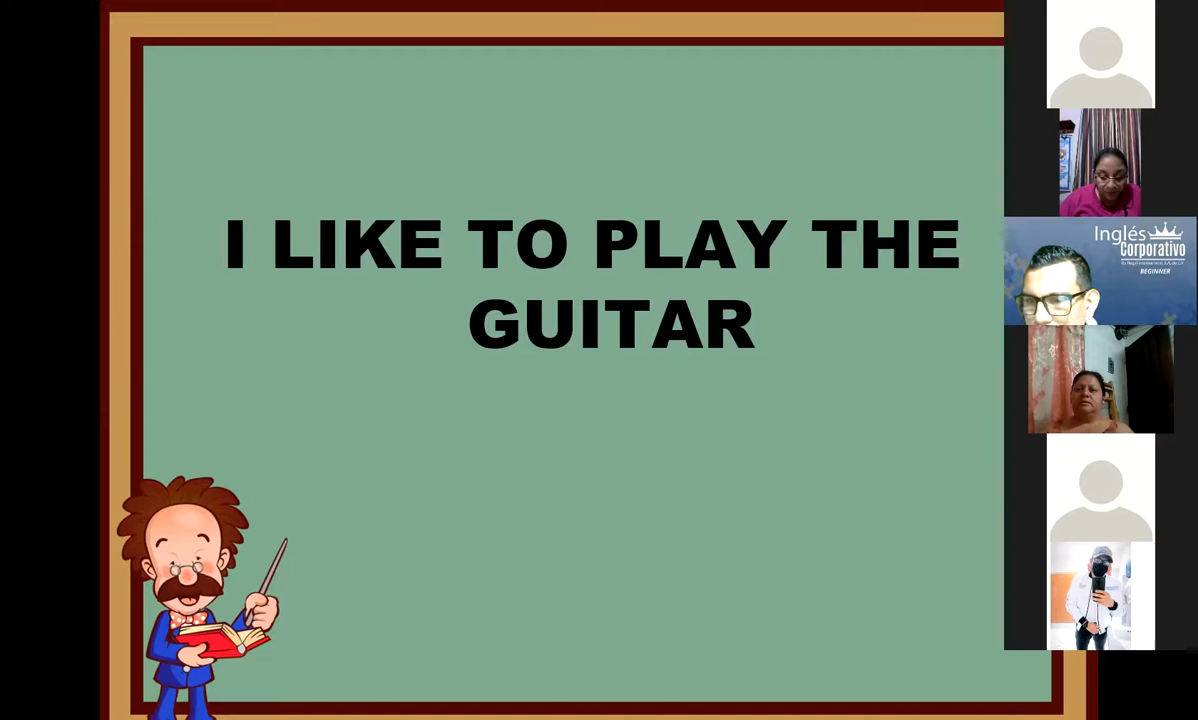 I LIKE TO PLAY THE
GUITAR
Inglés
Corporativo
BEGINNER